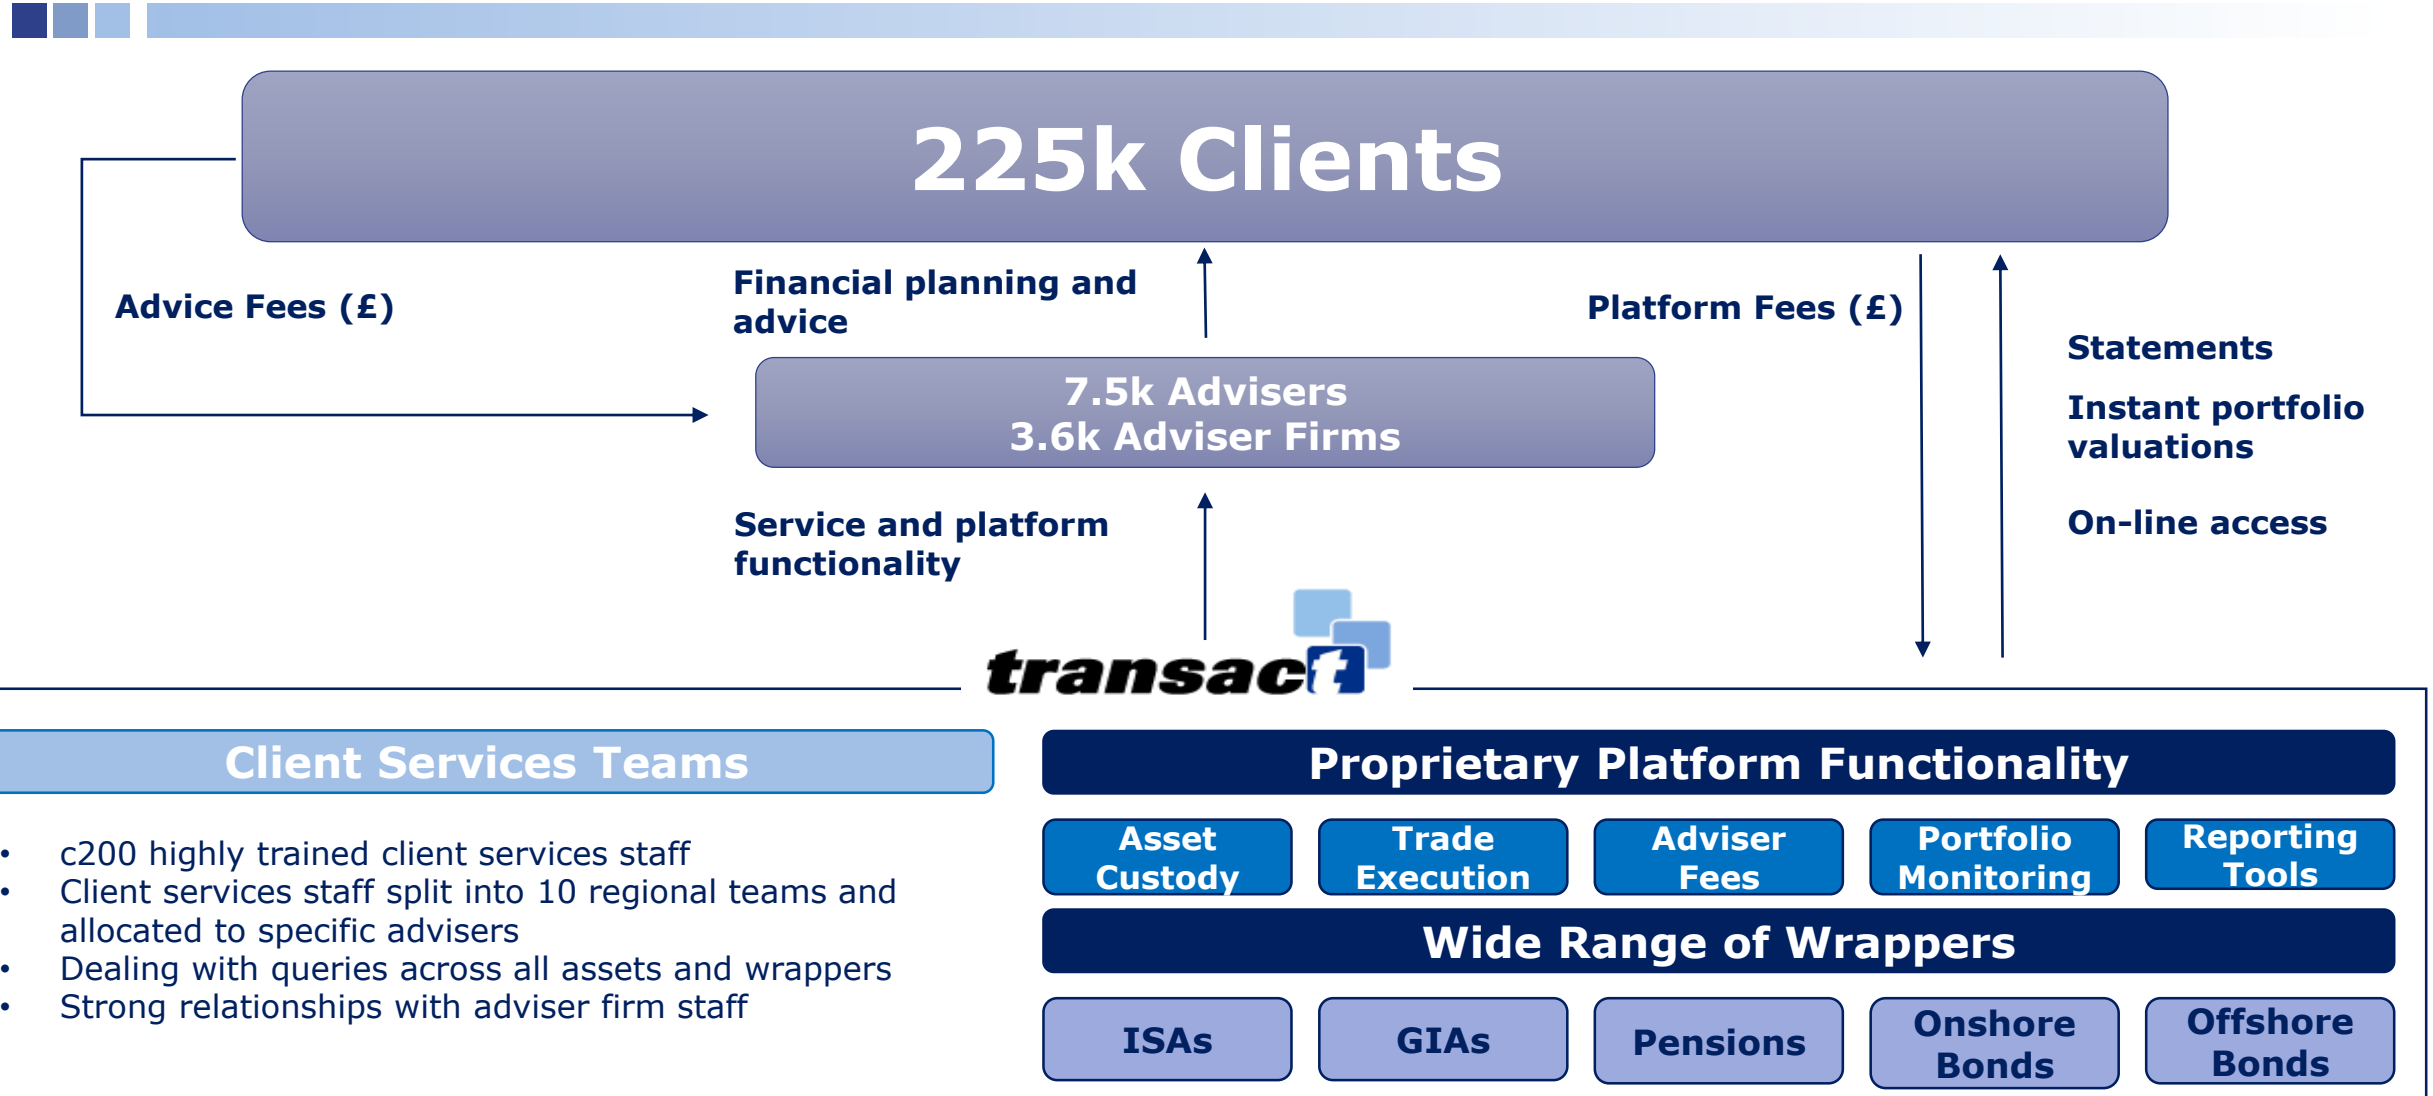 225k Clients
Advice Fees (£)
Financial planning and
advice
Platform Fees (£)
Statements
Instant portfolio
valuations
On-line access
7.5k Advisers
3.6k Adviser Firms
Service and platform
functionality
transact
Client Services Teams
• c200 highly trained client services staff
• Client services staff split into 10 regional teams and
allocated to specific advisers
• Dealing with queries across all assets and wrappers
• Strong relationships with adviser firm staff
Proprietary Platform Functionality
Asset
Custody
Trade
Execution
Adviser
Fees
Portfolio
Monitoring
Reporting
Tools
Wide Range of Wrappers
ISAs
GIAs
Pensions
Onshore
Bonds
Offshore
Bonds